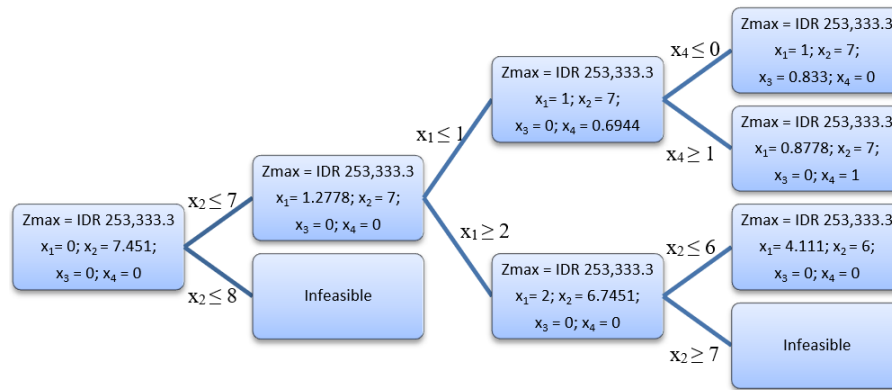 Zmax = IDR 253,333.3
x₁= 0; x₂ = 7.451;
x₃ = 0; x₄ = 0
x₂ ≤ 7
x₂ ≤ 8
Zmax = IDR 253,333.3
x₁= 1.2778; x₂ = 7;
x₃ = 0; x₄ = 0
Infeasible
x₁ ≤ 1
x₁ ≥ 2
Zmax = IDR 253,333.3
x₁= 1; x₂ = 7;
x₃ = 0; x₄ = 0.6944
Zmax = IDR 253,333.3
x₁= 2; x₂ = 6.7451;
x₃ = 0; x₄ = 0
x₄ ≤ 0
x₄ ≥ 1
x₂ ≤ 6
x₂ ≥ 7
Zmax = IDR 253,333.3
x₁= 1; x₂ = 7;
x₃ = 0.833; x₄ = 0
Zmax = IDR 253,333.3
x₁= 0.8778; x₂ = 7;
x₃ = 0; x₄ = 1
Zmax = IDR 253,333.3
x₁= 4.111; x₂ = 6;
x₃ = 0; x₄ = 0
Infeasible